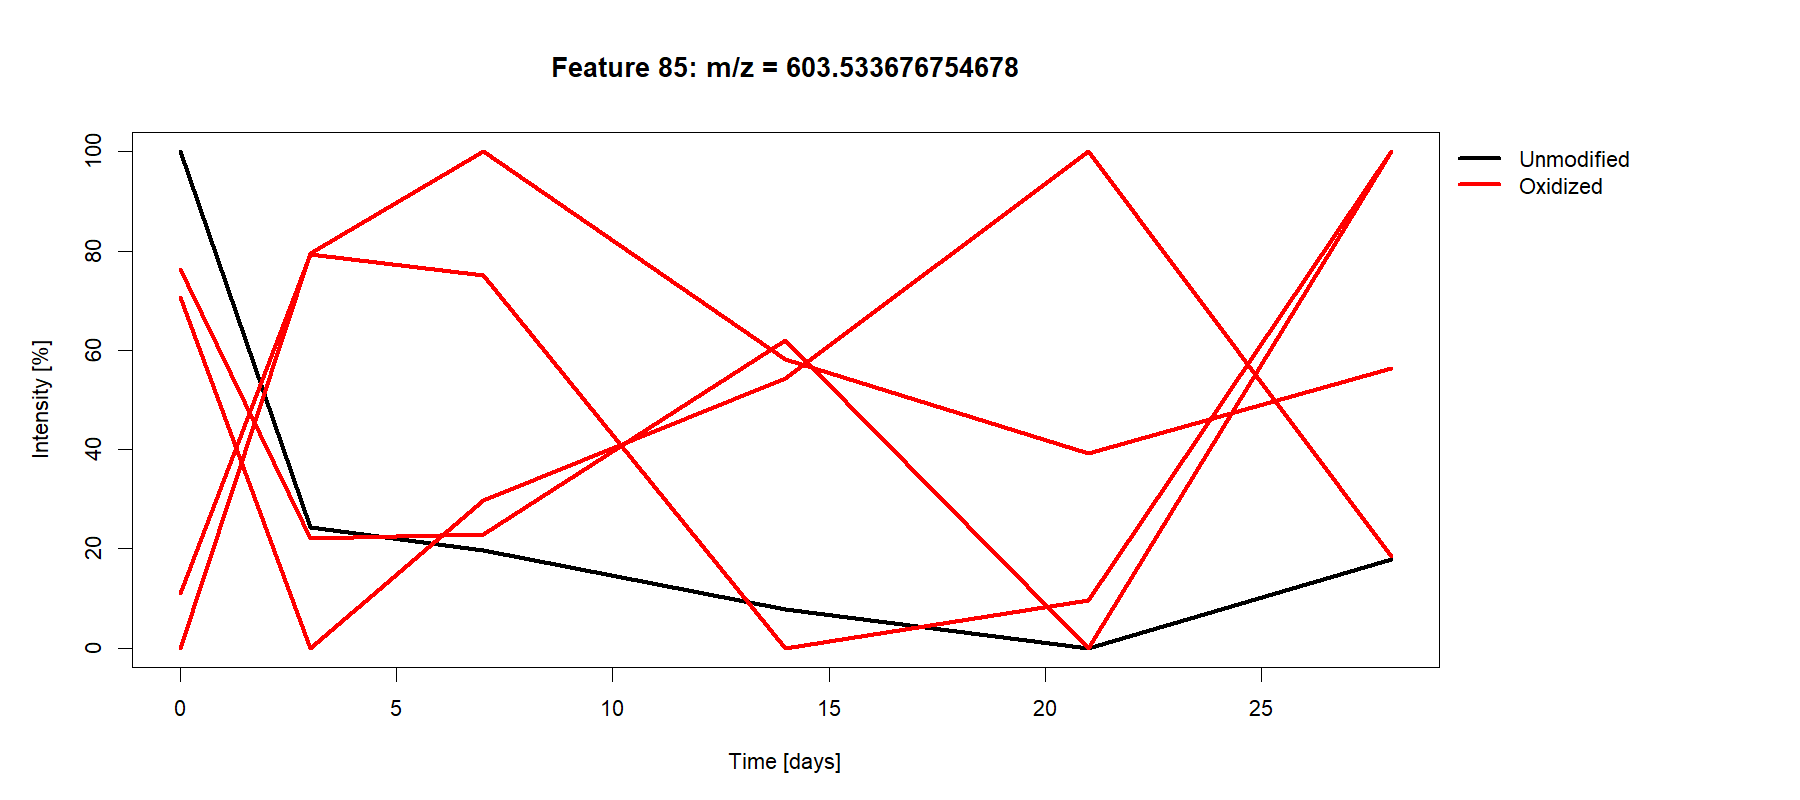 Feature 85: m/z = 603.533676754678
Unmodified
Oxidized
Intensity [%]
100
80
60
40
20
0
0 5 10 15 20 25
Time [days]